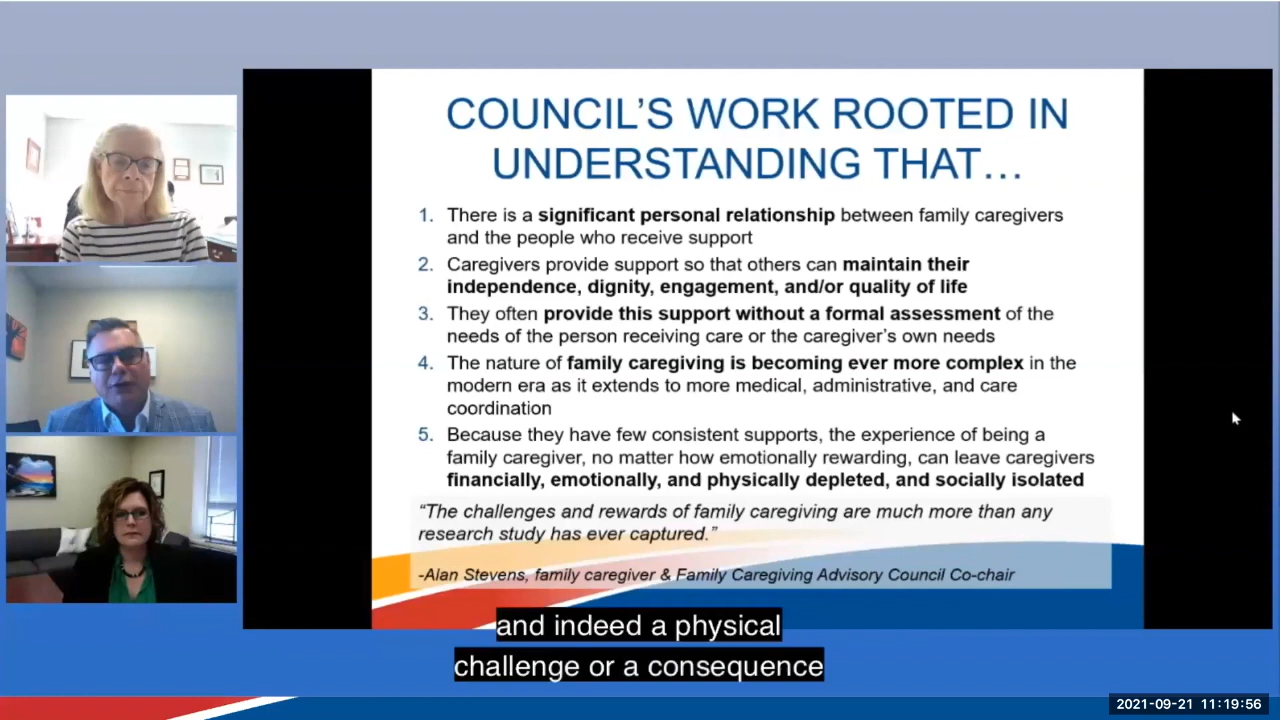 COUNCIL’S WORK ROOTED IN
UNDERSTANDING THAT…
1. There is a significant personal relationship between family caregivers
and the people who receive support
2. Caregivers provide support so that others can maintain their
independence, dignity, engagement, and/or quality of life
3. They often provide this support without a formal assessment of the
needs of the person receiving care or the caregiver’s own needs
4. The nature of family caregiving is becoming ever more complex in the
modern era as it extends to more medical, administrative, and care
coordination
5. Because they have few consistent supports, the experience of being a
family caregiver, no matter how emotionally rewarding, can leave caregivers
financially, emotionally, and physically depleted, and socially isolated
“The challenges and rewards of family caregiving are much more than any
research study has ever captured.”
-Alan Stevens, family caregiver & Family Caregiving Advisory Council Co-chair
and indeed a physical
challenge or a consequence
2021-09-21 11:19:56